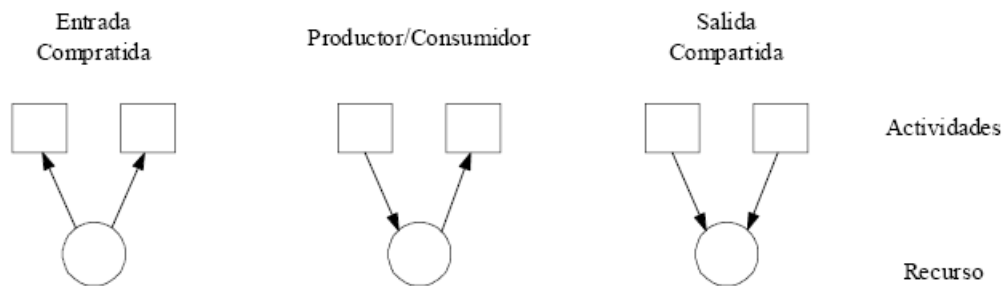 Entrada
Compratida
Productor/Consumidor
Salida
Compartida
Actividades
Recurso